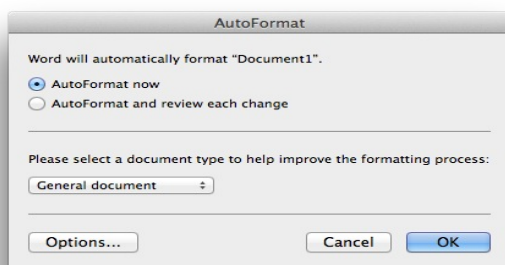 AutoFormat
Word will automatically format “Document1”.
AutoFormat now
AutoFormat and review each change
Please select a document type to help improve the formatting process:
General document
Options...
Cancel
OK